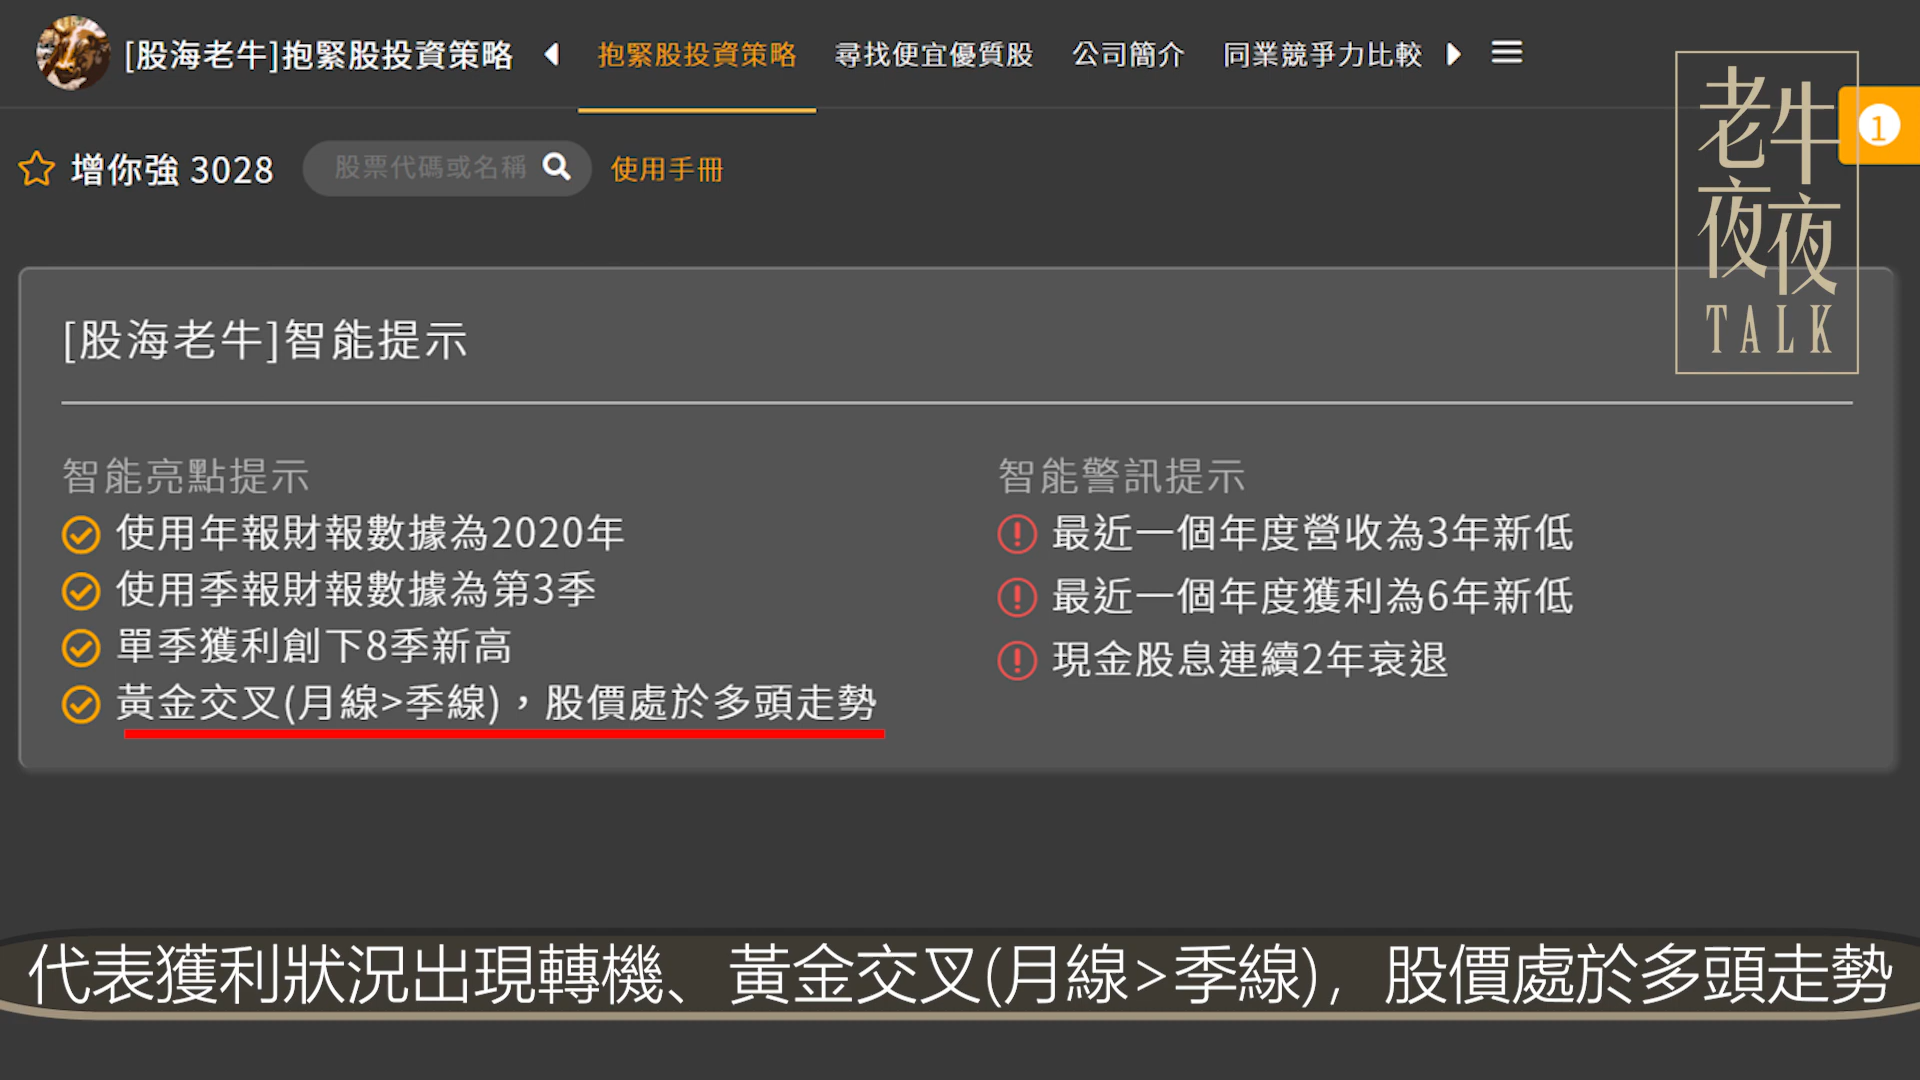 [股海老牛]抱緊股投資策略 抱緊股投資策略 尋找便宜優質股 公司簡介 同業競爭力比較
老牛
夜夜
TALK
1
增你強 3028 股票代碼或名稱 使用手冊
[股海老牛]智能提示
智能亮點提示
使用年報財報數據為2020年
使用季報財報數據為第3季
單季獲利創下8季新高
黃金交叉(月線>季線)，股價處於多頭走勢
智能警訊提示
最近一個年度營收為3年新低
最近一個年度獲利為6年新低
現金股息連續2年衰退
代表獲利狀況出現轉機、黃金交叉(月線>季線)，股價處於多頭走勢